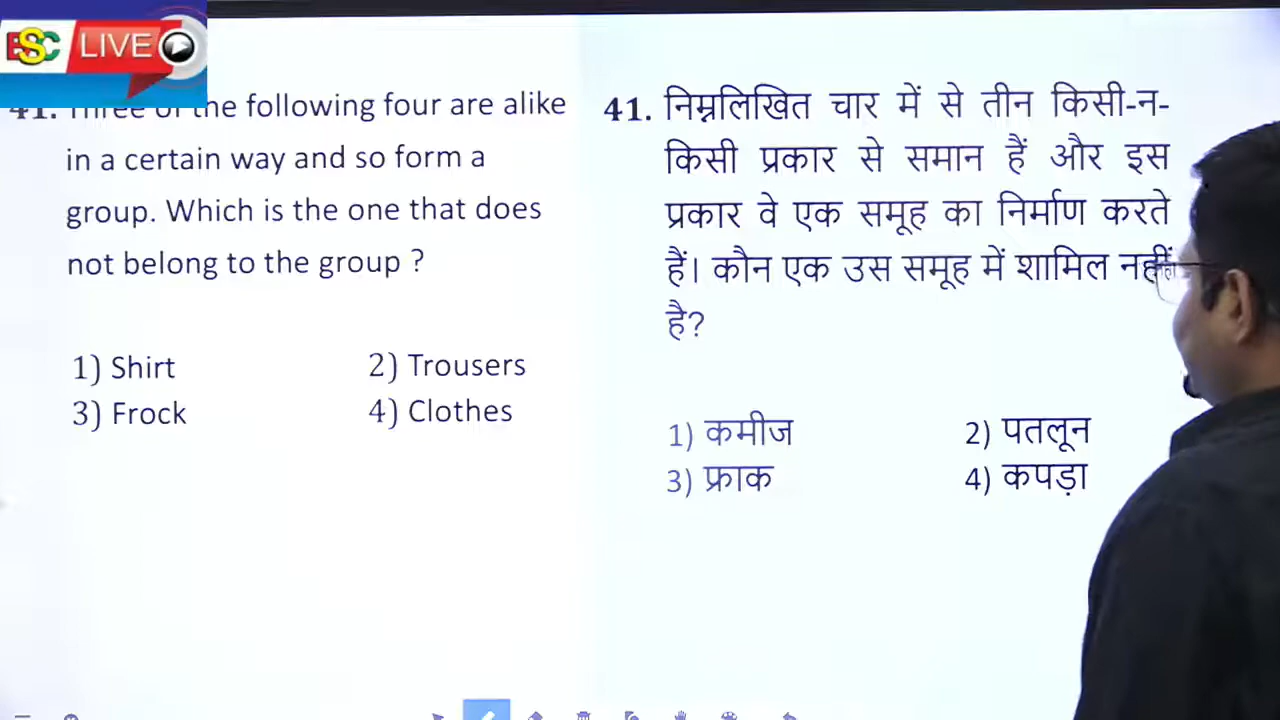 ESC LIVE
41. Three of the following four are alike
in a certain way and so form a
group. Which is the one that does
not belong to the group ?
1) Shirt
2) Trousers
3) Frock
4) Clothes
41. निम्नलिखित चार में से तीन किसी-न-
किसी प्रकार से समान हैं और इस
प्रकार वे एक समूह का निर्माण करते
हैं। कौन एक उस समूह में शामिल नहीं
है?
1) कमीज
2) पतलून
3) फ्राक
4) कपड़ा